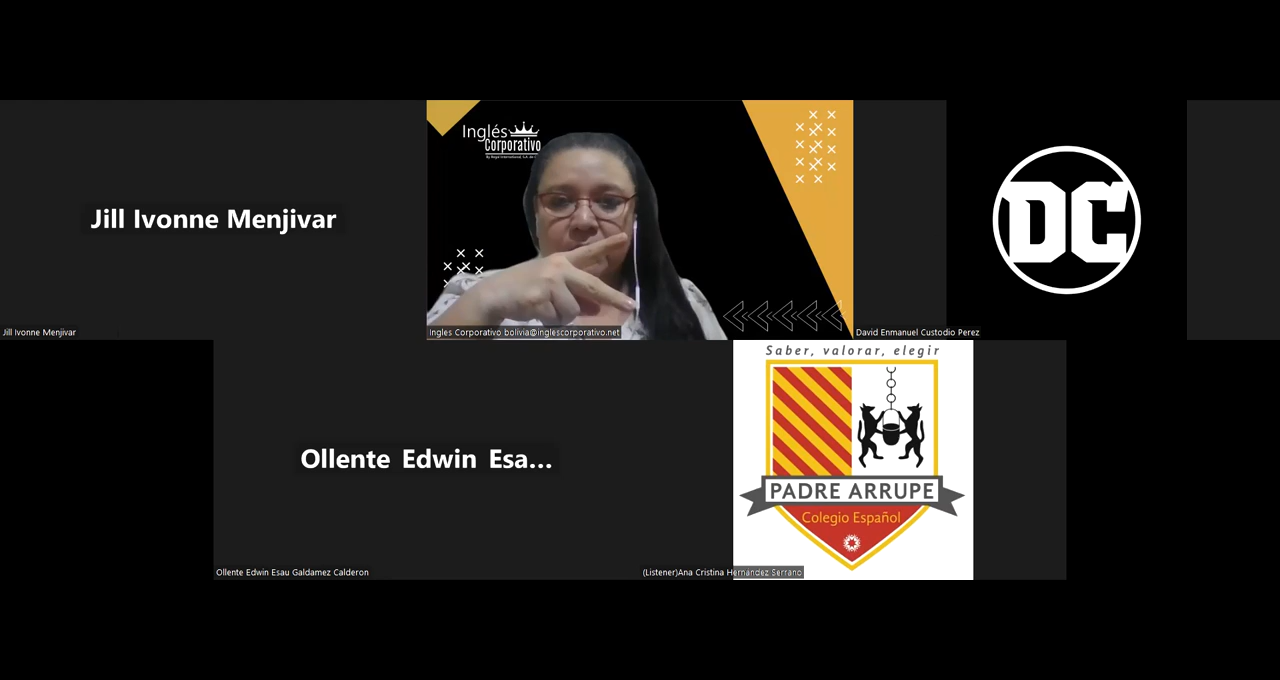 Jill Ivonne Menjivar
Jill Ivonne Menjivar
Inglés
Corporativo
Ingles Corporativo bolivia@inglescorporativo.net
DC
David Enmanuel Custodio Perez
Ollente Edwin Esa...
Ollente Edwin Esau Galdamez Calderon
Saber, valorar, elegir
PADRE ARRUPE
Colegio Español
(Listener)Ana Cristina Hernández Serrano